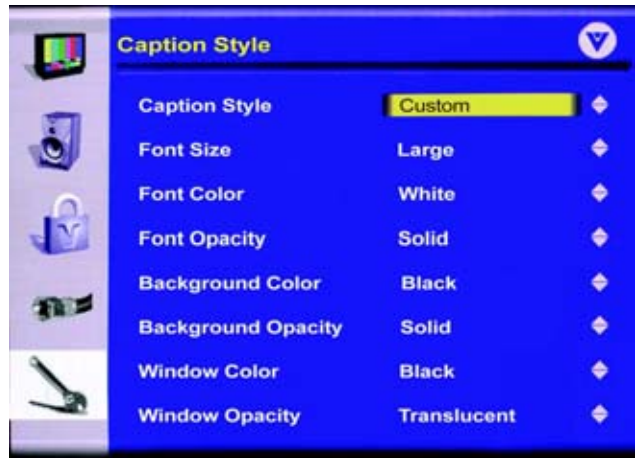 Caption Style
Caption Style Custom
Font Size Large
Font Color White
Font Opacity Solid
Background Color Black
Background Opacity Solid
Window Color Black
Window Opacity Translucent